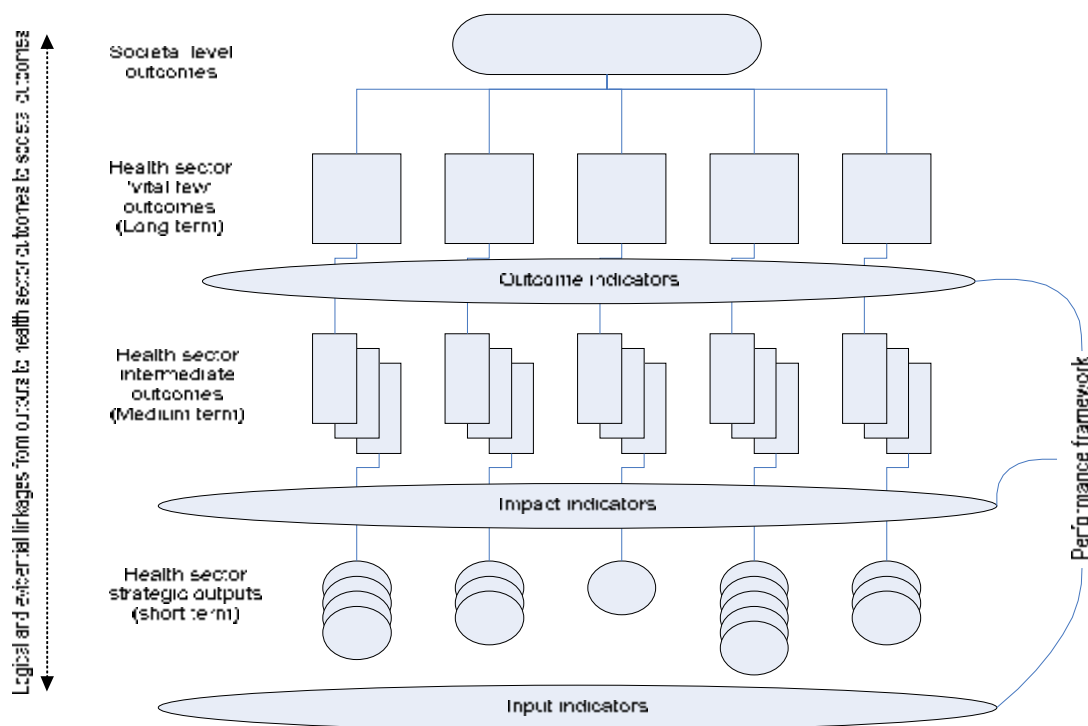 Societal level
outcomes
Health sector
'vital few'
outcomes
(Long term)
Outcome indicators
Health sector
intermediate
outcomes
(Medium term)
Impact indicators
Health sector
strategic outputs
(short term)
Input indicators
Logical and evidential linkages from outputs to health sector outcomes to societal outcomes
Performance framework